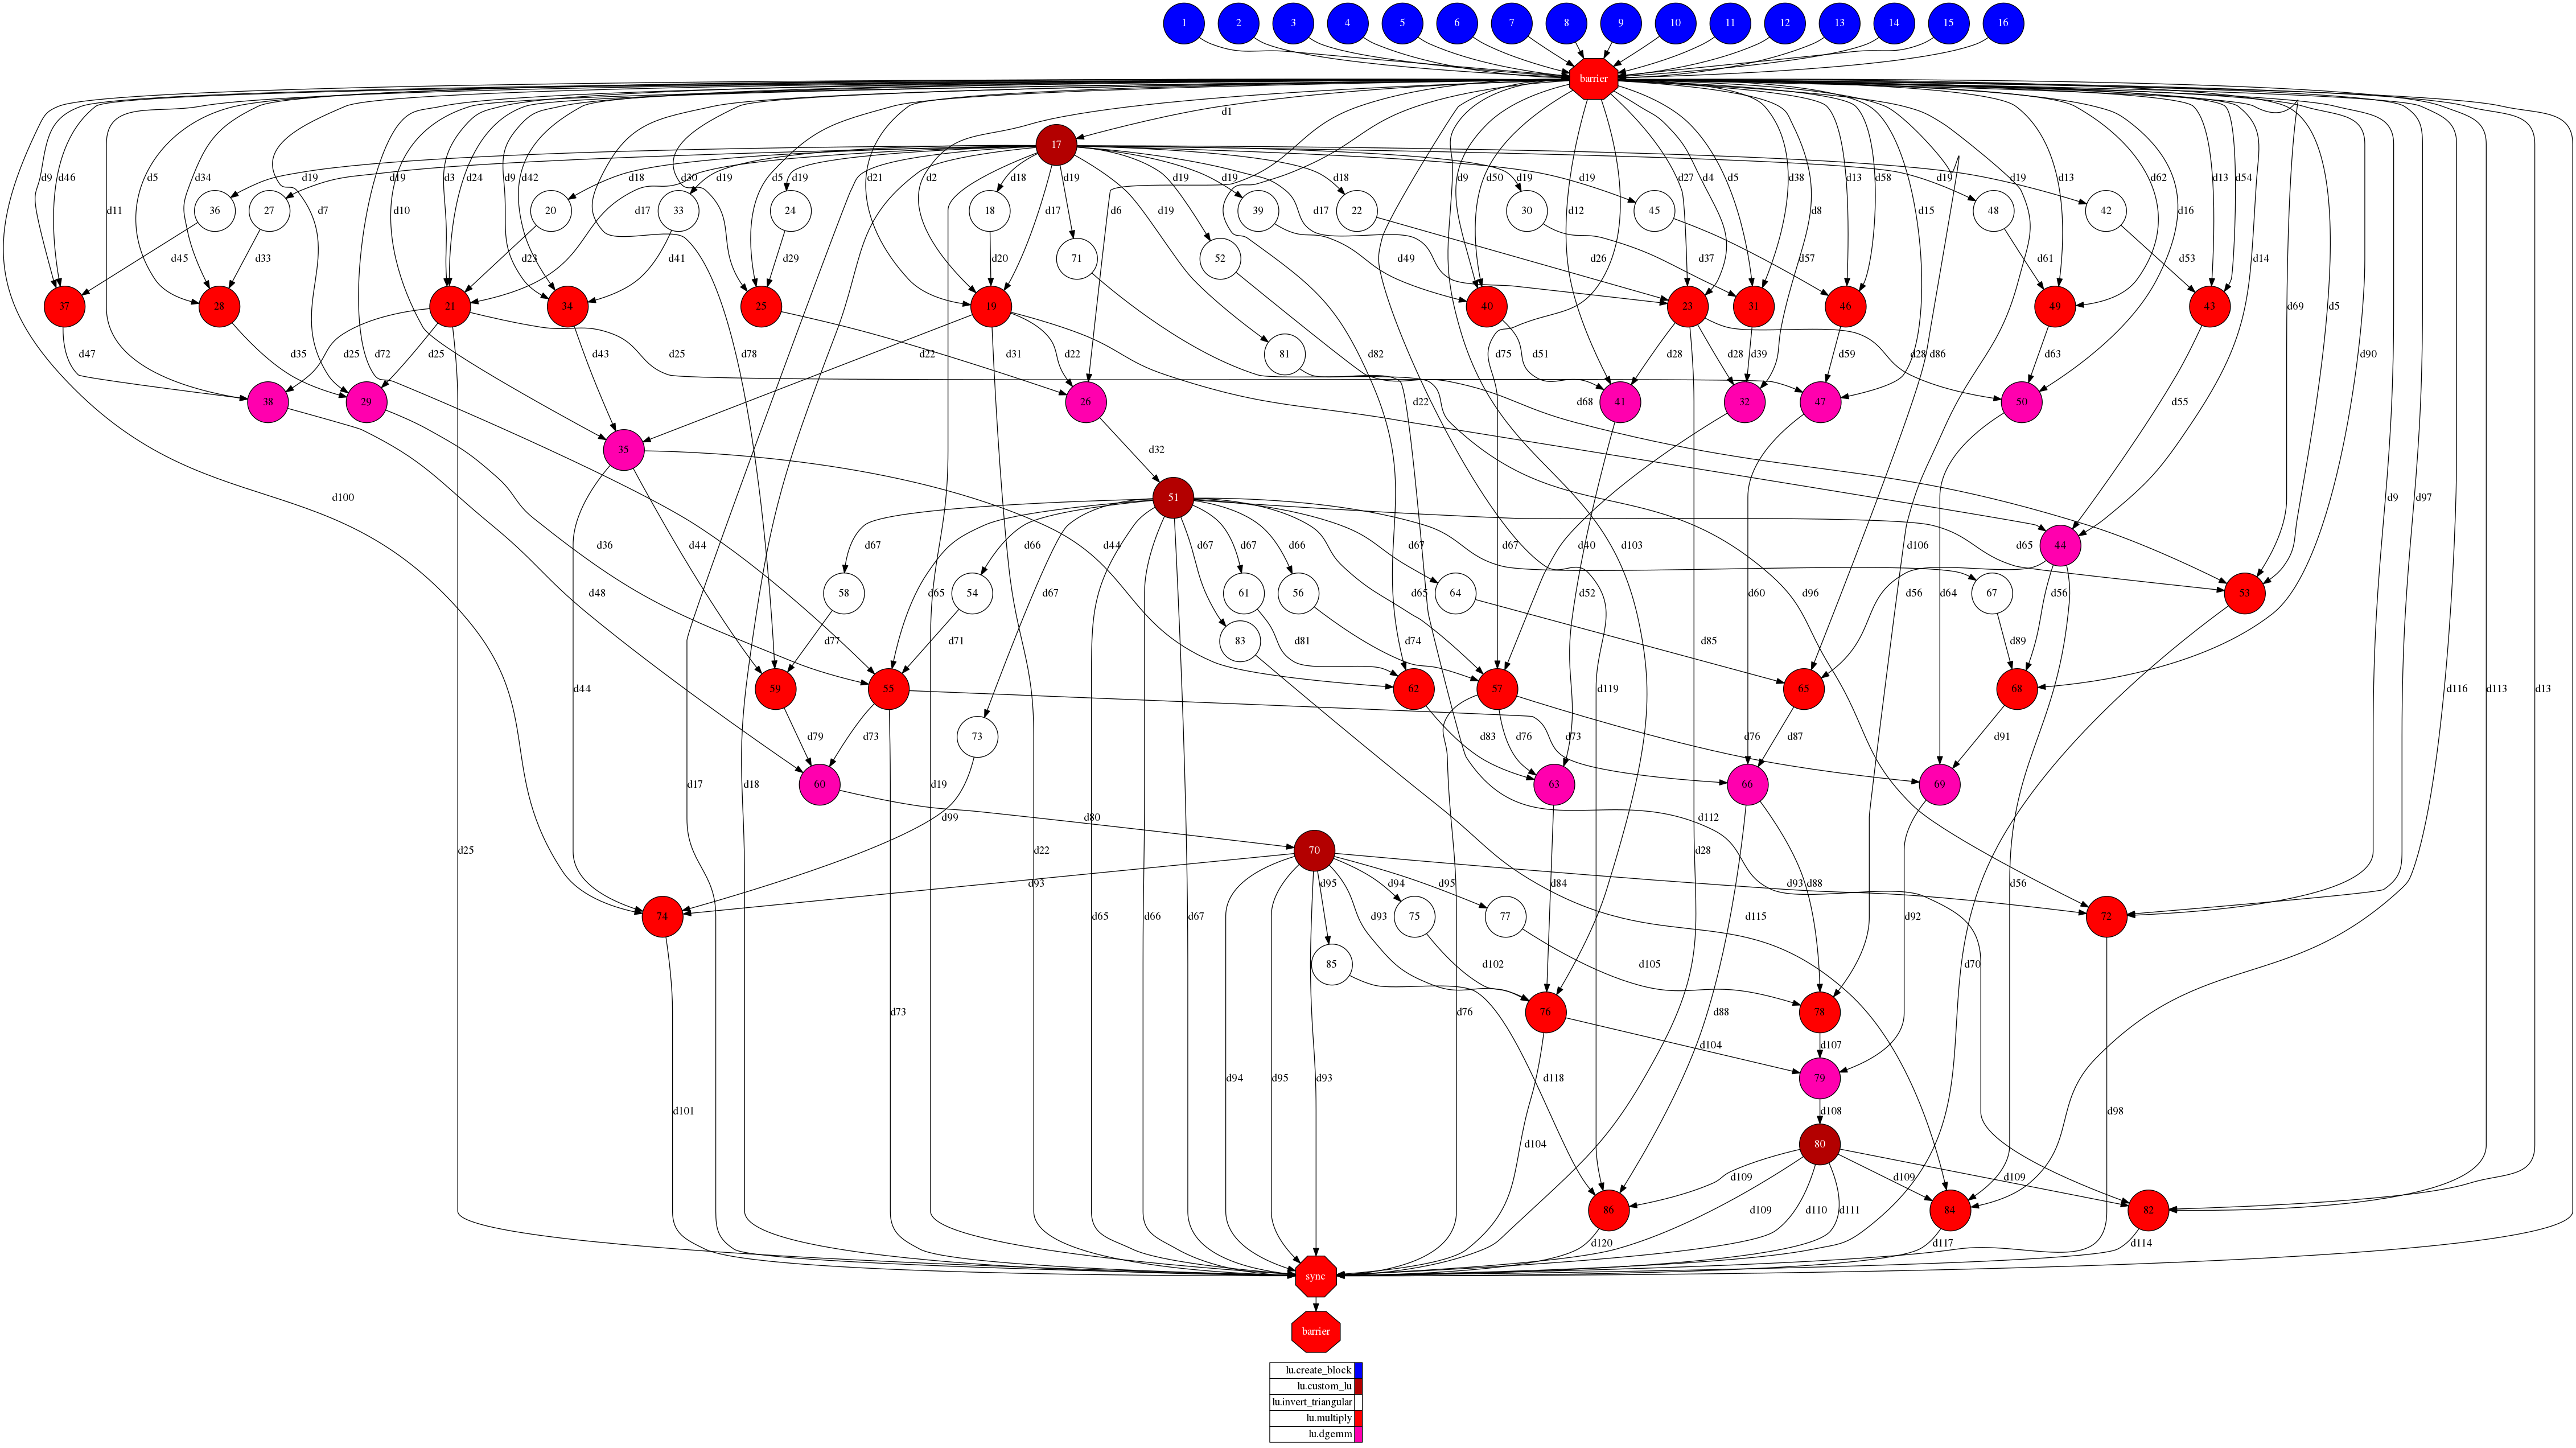 1 2 3 4 5 6 7 8 9 10 11 12 13 14 15 16
barrier
d1
17
d9 d46 d11 d5 d34 d19 d7 d72 d10 d19 d3 d24 d17 d18 d9 d42 d30 d19 d5 d19 d21 d2 d18 d17 d19 d6 d19 d19 d19 d17 d18 d9 d50 d19 d12 d19 d27 d4 d5 d38 d8 d13 d58 d15 d19 d19 d13 d62 d16 d13 d54 d14
36 27 20 33 24 18 39 22 30 45 48 42
d45 d33 d23 d41 d29 d20 71 52 d49 d26 d37 d57 d61 d53
37 28 21 34 25 19 40 23 31 46 49 43
d69 d5 d90 d9 d97
d47 d25 d35 d25 d43 d25 d78 d22 d31 d22 81 d82 d51 d75 d28 d28 d39 d59 d28 d86 d63
38 29 35 26 41 32 47 50
d22 d68 d55
d32
d100 51
d36 d44 d44 d67 d66 d67 d67 d66 d67 d67 d103 d40 d106 d65 44
d48 58 d65 54 d67 83 61 56 d65 64 d52 d60 d96 d56 67 d64 d56 53
d77 d71 d81 d74 d85 d89
d44 59 55 62 57 d119 65 68 d116 d113 d13
d79 d73 73 d83 d76 d73 d76 d87 d91
d17 d18 60 d19 63 66 69
d99 d80 d112
d25 d22 70 d28
d93 d95 d94 d95 d84 d93 d88 d56
74 d65 d66 d67 d93 75 77 d115 d92 72
85 d102 d105 d70
d73 d76 76 d88 78
d104 d107
d94 d95 d93 d118 79
d101 d108 d98
d104 80
d109 d109 d109
d109 d110 d111
86 84 82
d120 d117 d114
sync
barrier
lu.create_block
lu.custom_lu
lu.invert_triangular
lu.multiply
lu.dgemm